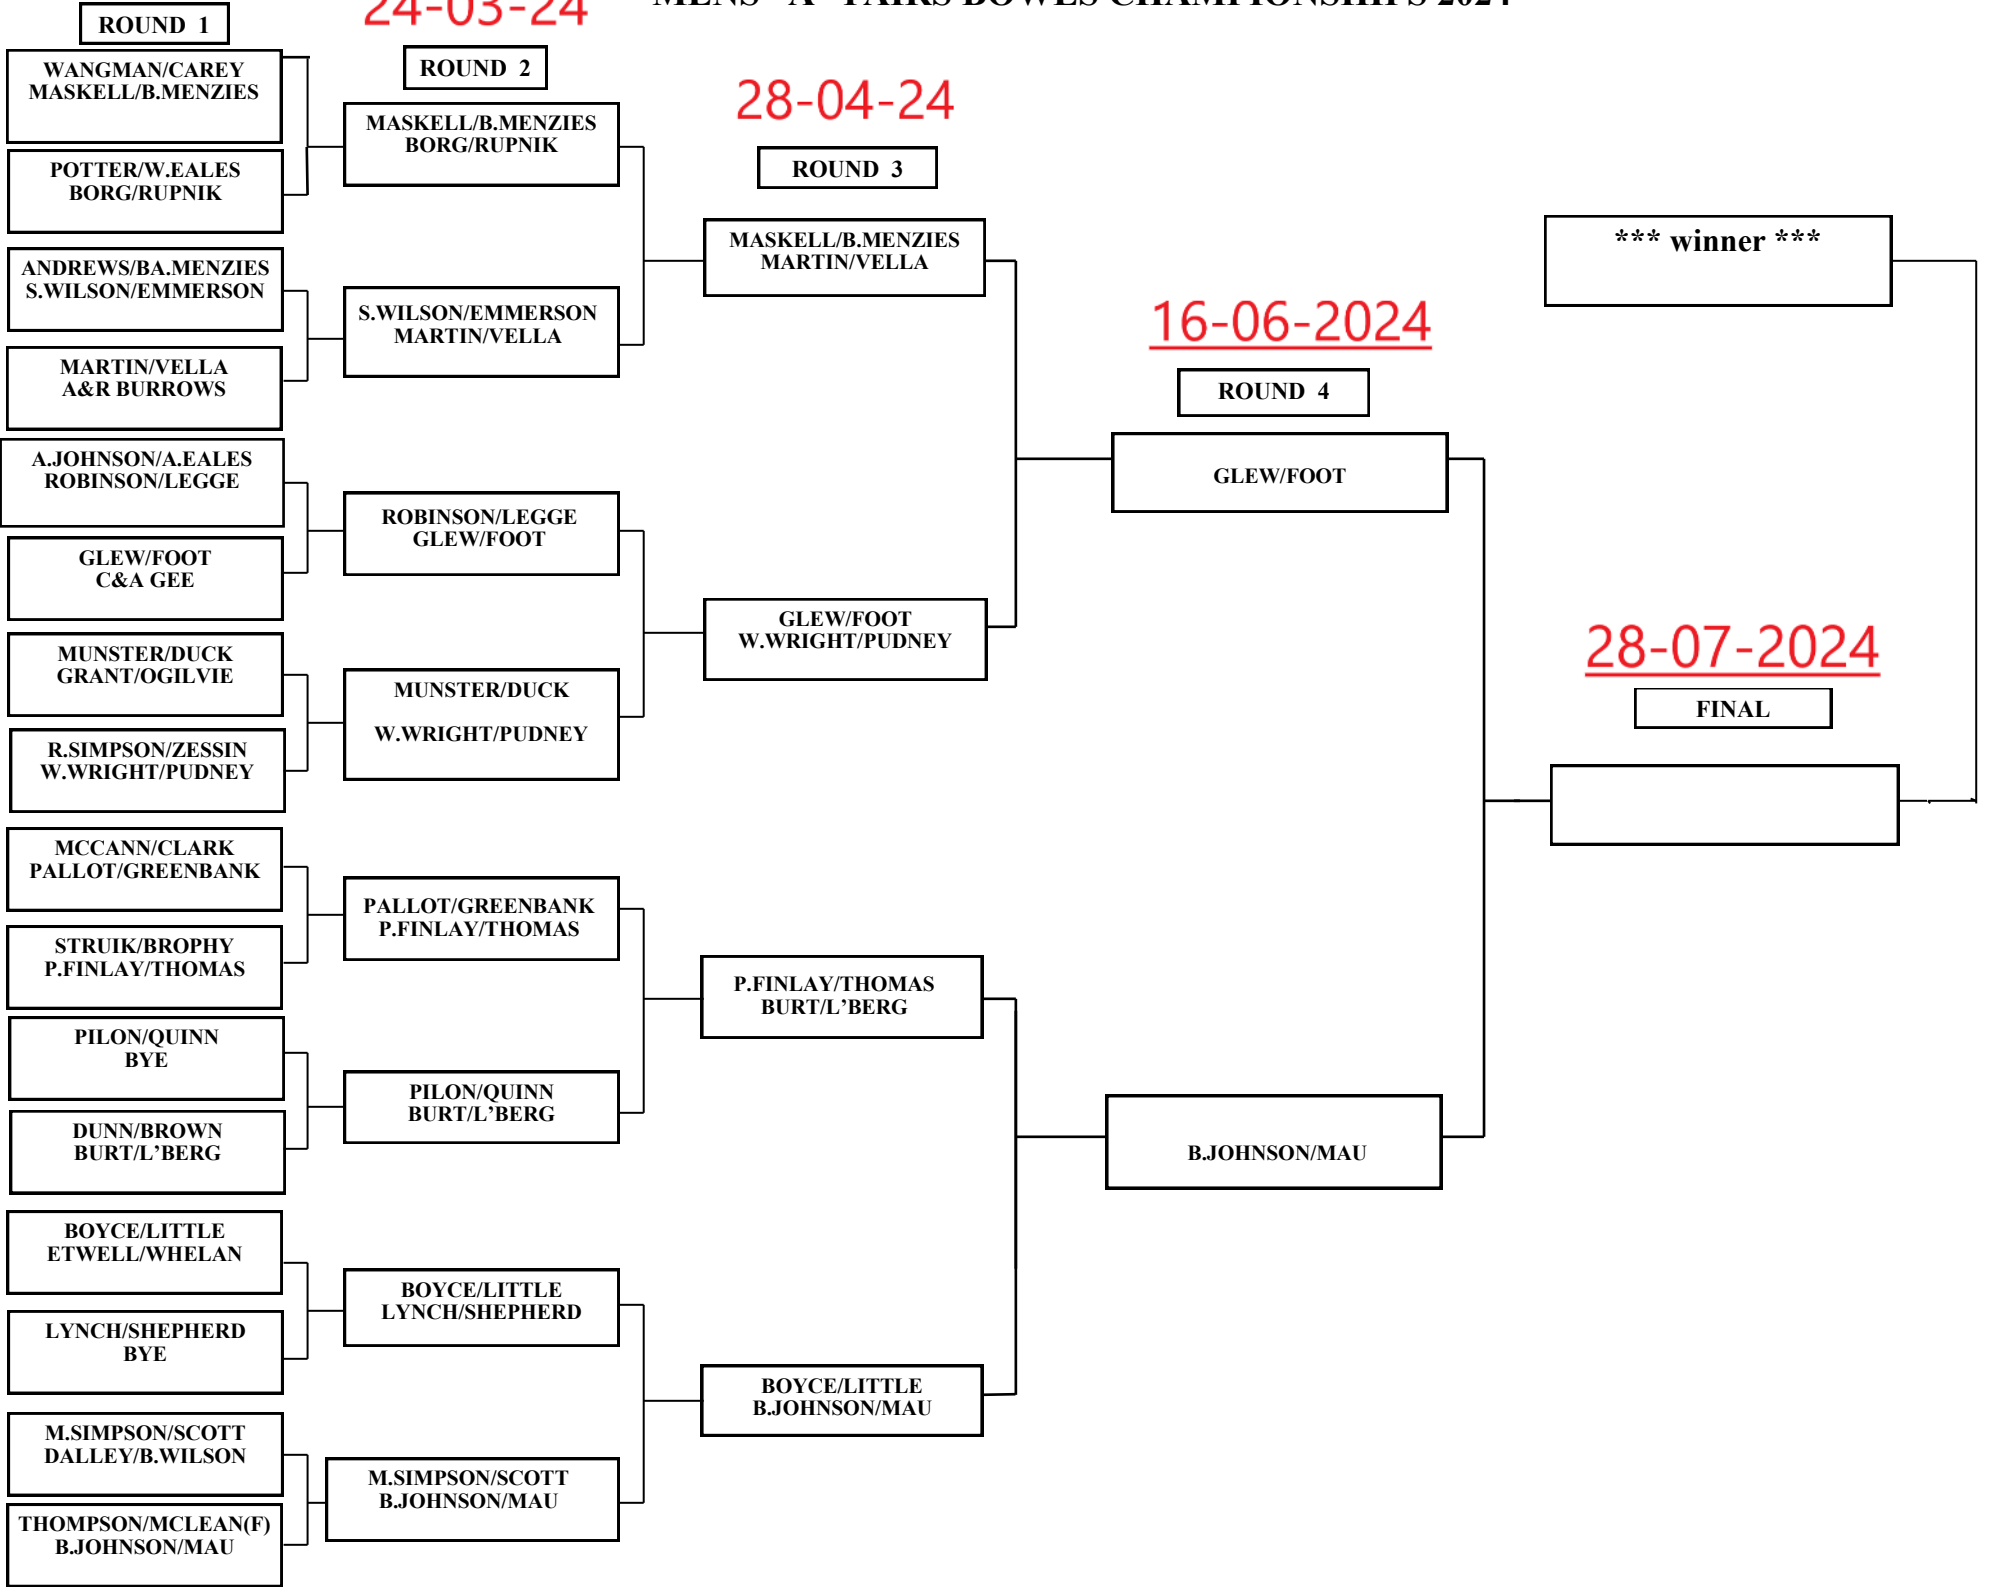 MENS "A" PAIRS BOWLS CHAMPIONSHIPS 2024
ROUND 1
WANGMAN/CAREY
MASKELL/B.MENZIES
POTTER/W.EALES
BORG/RUPNIK
ANDREWS/BA.MENZIES
S.WILSON/EMMERSON
MARTIN/VELLA
A&R BURROWS
A.JOHNSON/A.EALES
ROBINSON/LEGGE
GLEW/FOOT
C&A GEE
MUNSTER/DUCK
GRANT/OGILVIE
R.SIMPSON/ZESSIN
W.WRIGHT/PUDNEY
MCCANN/CLARK
PALLOT/GREENBANK
STRUIK/BROPHY
P.FINLAY/THOMAS
PILON/QUINN
BYE
DUNN/BROWN
BURT/L’BERG
BOYCE/LITTLE
ETWELL/WHELAN
LYNCH/SHEPHERD
BYE
M.SIMPSON/SCOTT
DALLEY/B.WILSON
THOMPSON/MCLEAN(F)
B.JOHNSON/MAU
24-03-24
ROUND 2
MASKELL/B.MENZIES
BORG/RUPNIK
S.WILSON/EMMERSON
MARTIN/VELLA
ROBINSON/LEGGE
GLEW/FOOT
MUNSTER/DUCK
W.WRIGHT/PUDNEY
PALLOT/GREENBANK
P.FINLAY/THOMAS
PILON/QUINN
BURT/L’BERG
BOYCE/LITTLE
LYNCH/SHEPHERD
M.SIMPSON/SCOTT
B.JOHNSON/MAU
28-04-24
ROUND 3
MASKELL/B.MENZIES
MARTIN/VELLA
GLEW/FOOT
W.WRIGHT/PUDNEY
P.FINLAY/THOMAS
BURT/L’BERG
BOYCE/LITTLE
B.JOHNSON/MAU
16-06-2024
ROUND 4
GLEW/FOOT
B.JOHNSON/MAU
*** winner ***
28-07-2024
FINAL